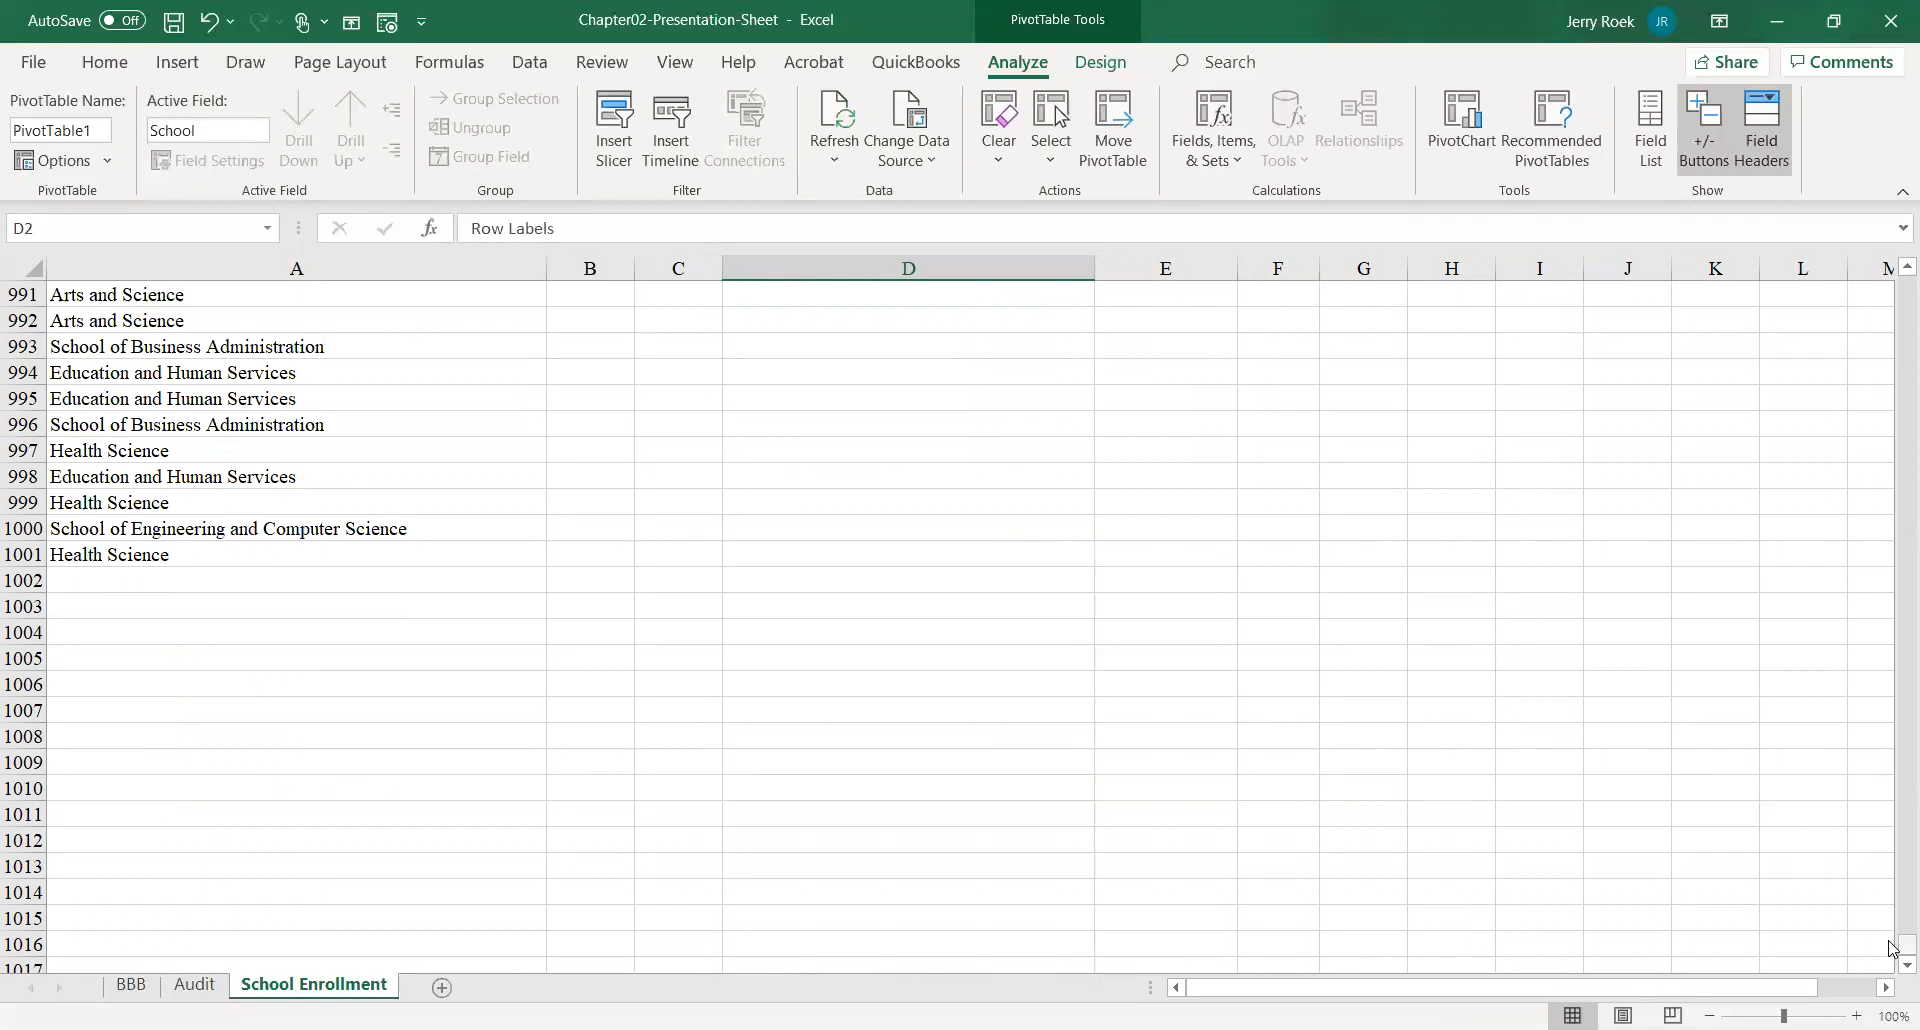 AutoSave Off
Chapter02-Presentation-Sheet - Excel
PivotTable Tools
Jerry Roek JR
File Home Insert Draw Page Layout Formulas Data Review View Help Acrobat QuickBooks Analyze Design Search Share Comments
PivotTable Name:
PivotTable1
Options
PivotTable
Active Field:
School
Field Settings
Drill Down
Drill Up
Active Field
Group Selection
Ungroup
Group Field
Group
Insert Slicer
Insert Timeline
Filter Connections
Filter
Refresh
Change Data Source
Data
Clear
Select
Move PivotTable
Actions
Fields, Items, & Sets
OLAP Tools
Relationships
Calculations
PivotChart
Recommended PivotTables
Tools
Field List
+/- Buttons
Field Headers
Show
D2 fx Row Labels
A B C D E F G H I J K L M
991 Arts and Science
992 Arts and Science
993 School of Business Administration
994 Education and Human Services
995 Education and Human Services
996 School of Business Administration
997 Health Science
998 Education and Human Services
999 Health Science
1000 School of Engineering and Computer Science
1001 Health Science
1002
1003
1004
1005
1006
1007
1008
1009
1010
1011
1012
1013
1014
1015
1016
1017
BBB Audit School Enrollment
100%